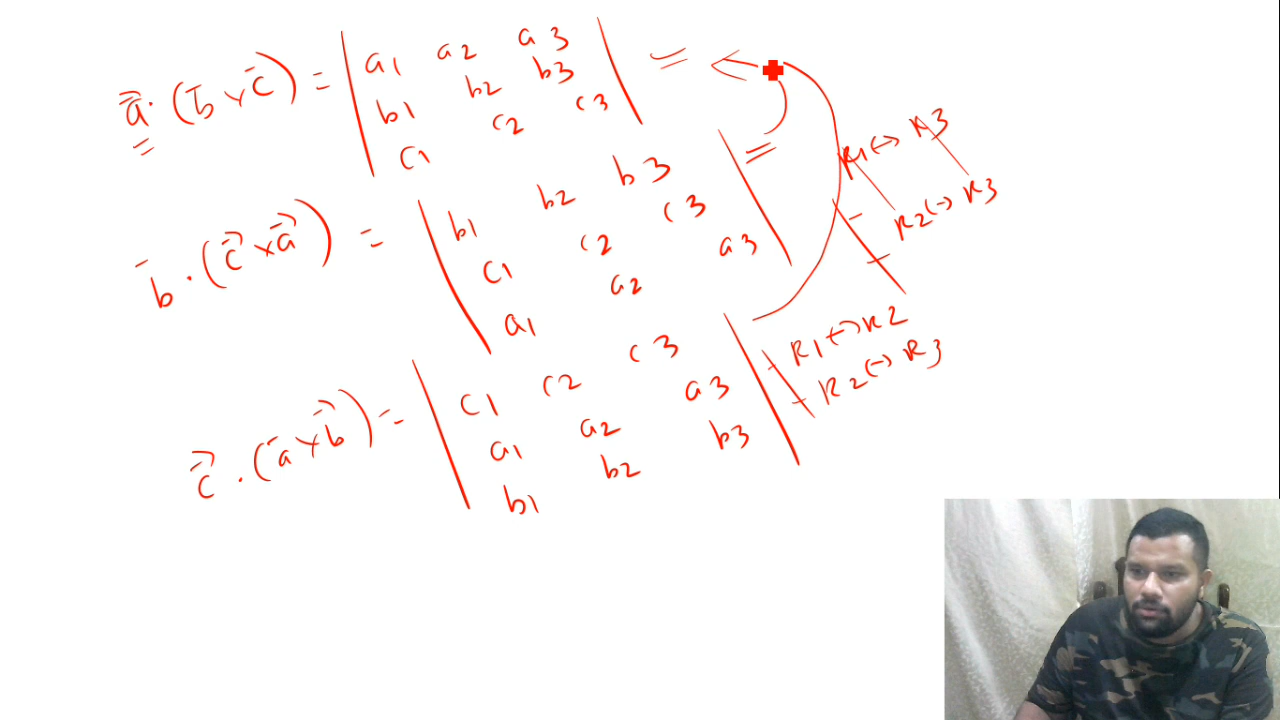 a⃗ · (b⃗ × c⃗) = | a1 a2 a3 | =
| b1 b2 b3 |
| c1 c2 c3 |
b⃗ · (c⃗ × a⃗) = | b1 b2 b3 | = R1 ↔ R3
| c1 c2 c3 | - R2 ↔ R3
| a1 a2 a3 | -
c⃗ · (a⃗ × b⃗) = | c1 c2 c3 | - R1 ↔ R2
| a1 a2 a3 | - R2 ↔ R3
| b1 b2 b3 |